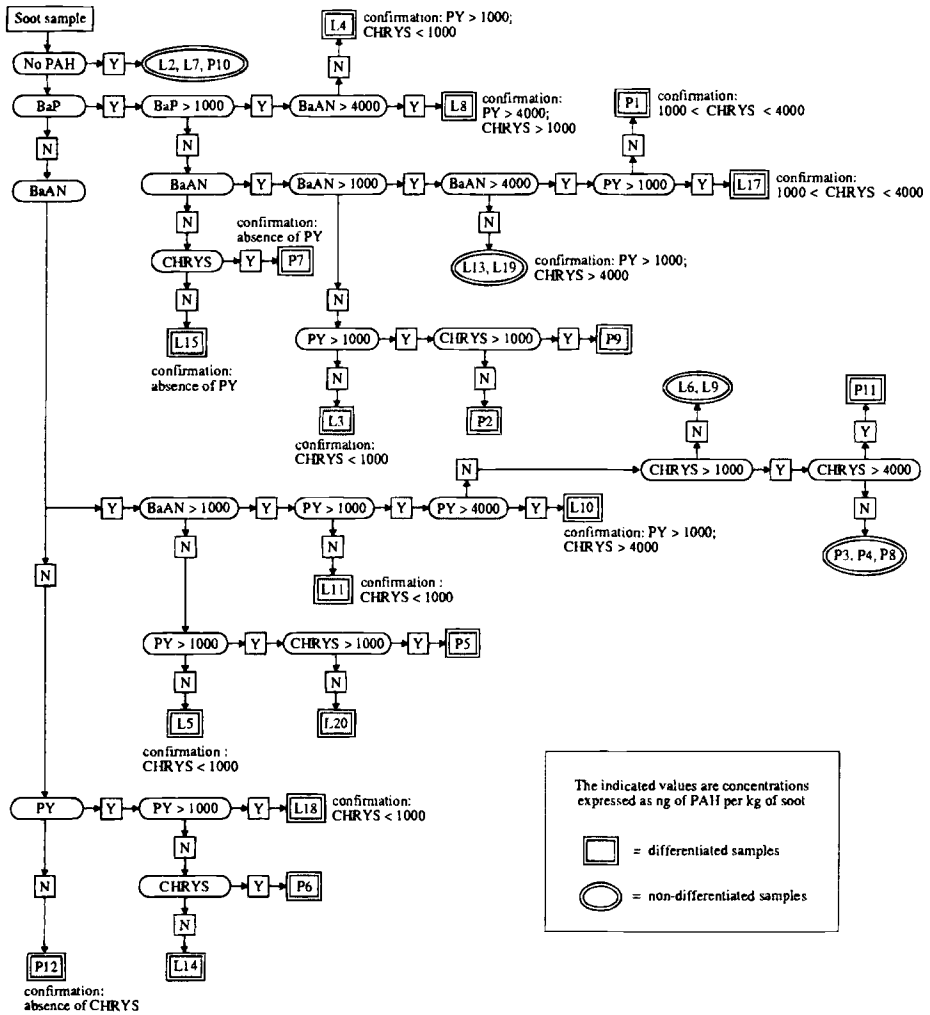 Soot sample
No PAH
Y
L2, L7, P10
L4
confirmation: PY > 1000;
CHRYS < 1000
N
BaP
Y
BaP > 1000
Y
BaAN > 4000
Y
L8
confirmation:
PY > 4000;
CHRYS > 1000
P1
confirmation:
1000 < CHRYS < 4000
N
N
N
BaAN
BaAN
Y
BaAN > 1000
Y
BaAN > 4000
Y
PY > 1000
Y
L17
confirmation:
1000 < CHRYS < 4000
N
N
confirmation:
absence of PY
CHRYS
Y
P7
L13, L19
confirmation: PY > 1000;
CHRYS > 4000
N
N
L15
confirmation:
absence of PY
PY > 1000
Y
CHRYS > 1000
Y
P9
N
N
L3
confirmation:
CHRYS < 1000
P2
L6, L9
P11
N
Y
N
CHRYS > 1000
Y
CHRYS > 4000
Y
BaAN > 1000
Y
PY > 1000
Y
PY > 4000
Y
L10
confirmation: PY > 1000;
CHRYS > 4000
N
P3, P4, P8
N
N
N
L11
confirmation :
CHRYS < 1000
PY > 1000
Y
CHRYS > 1000
Y
P5
N
N
L5
confirmation :
CHRYS < 1000
L20
PY
Y
PY > 1000
Y
L18
confirmation:
CHRYS < 1000
N
N
CHRYS
Y
P6
N
P12
confirmation:
absence of CHRYS
L14
The indicated values are concentrations
expressed as ng of PAH per kg of soot
= differentiated samples
= non-differentiated samples